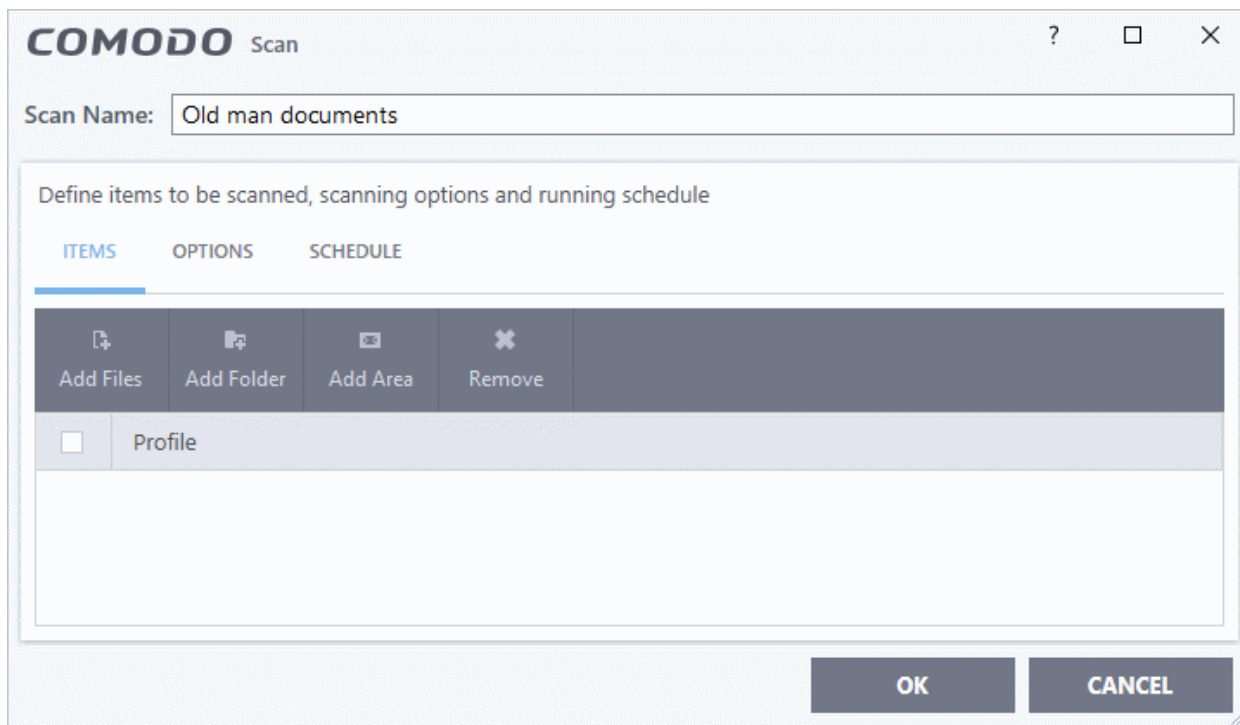 COMODO Scan ?
Scan Name: Old man documents
Define items to be scanned, scanning options and running schedule
ITEMS OPTIONS SCHEDULE
Add Files Add Folder Add Area Remove
Profile
OK CANCEL